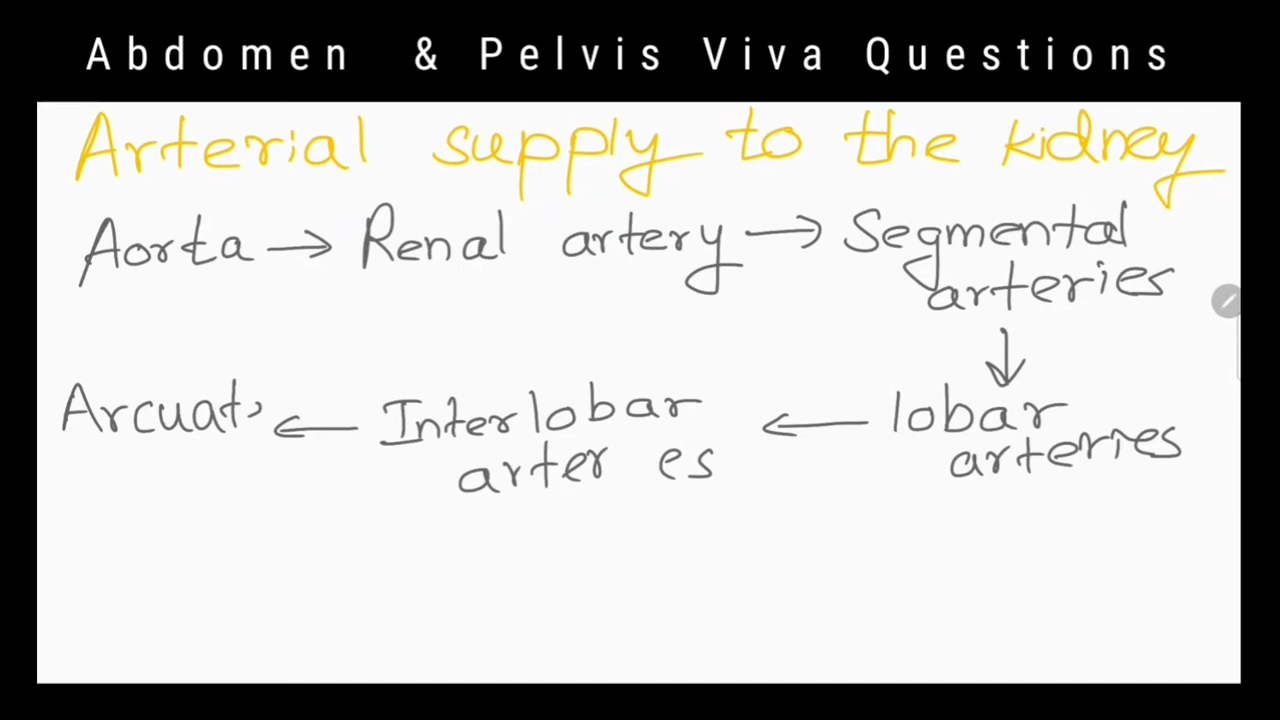 Abdomen & Pelvis Viva Questions
Arterial supply to the kidney
Aorta → Renal artery → Segmental
arteries
↓
Arcuat ← Interlobar ← lobar
arter es arteries